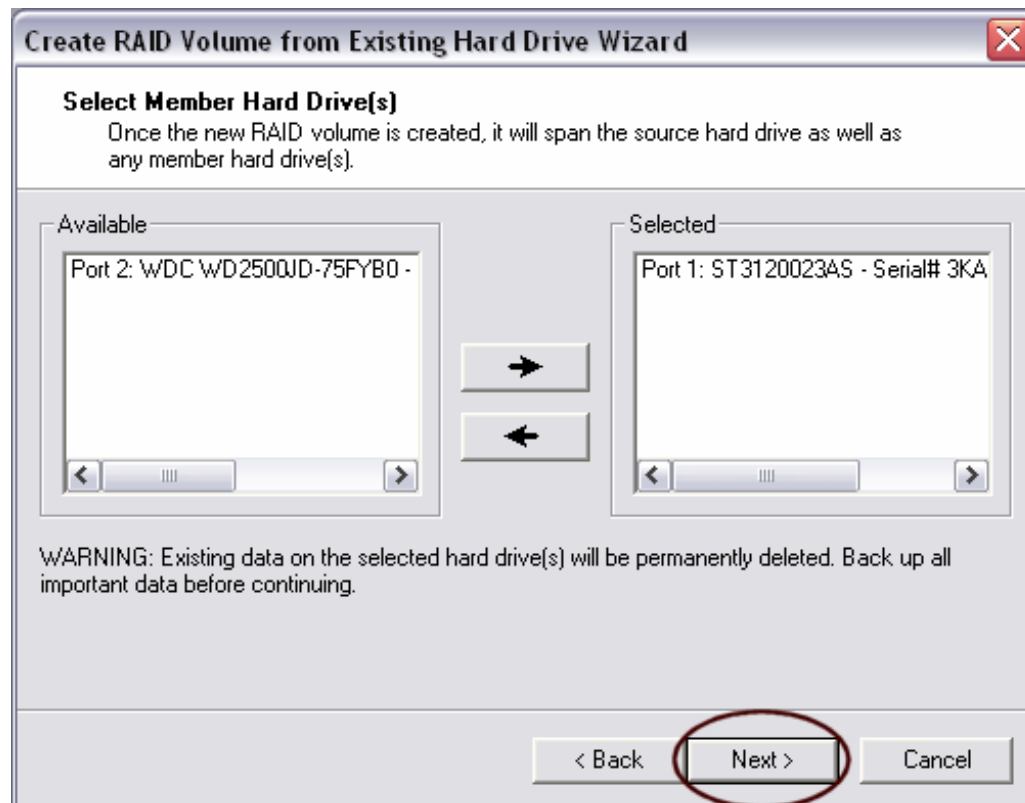 Create RAID Volume from Existing Hard Drive Wizard
Select Member Hard Drive(s)
Once the new RAID volume is created, it will span the source hard drive as well as
any member hard drive(s).
Available
Selected
Port 2: WDC WD2500JD-75FYB0 -
Port 1: ST3120023AS - Serial# 3KA
WARNING: Existing data on the selected hard drive(s) will be permanently deleted. Back up all
important data before continuing.
< Back
Next >
Cancel